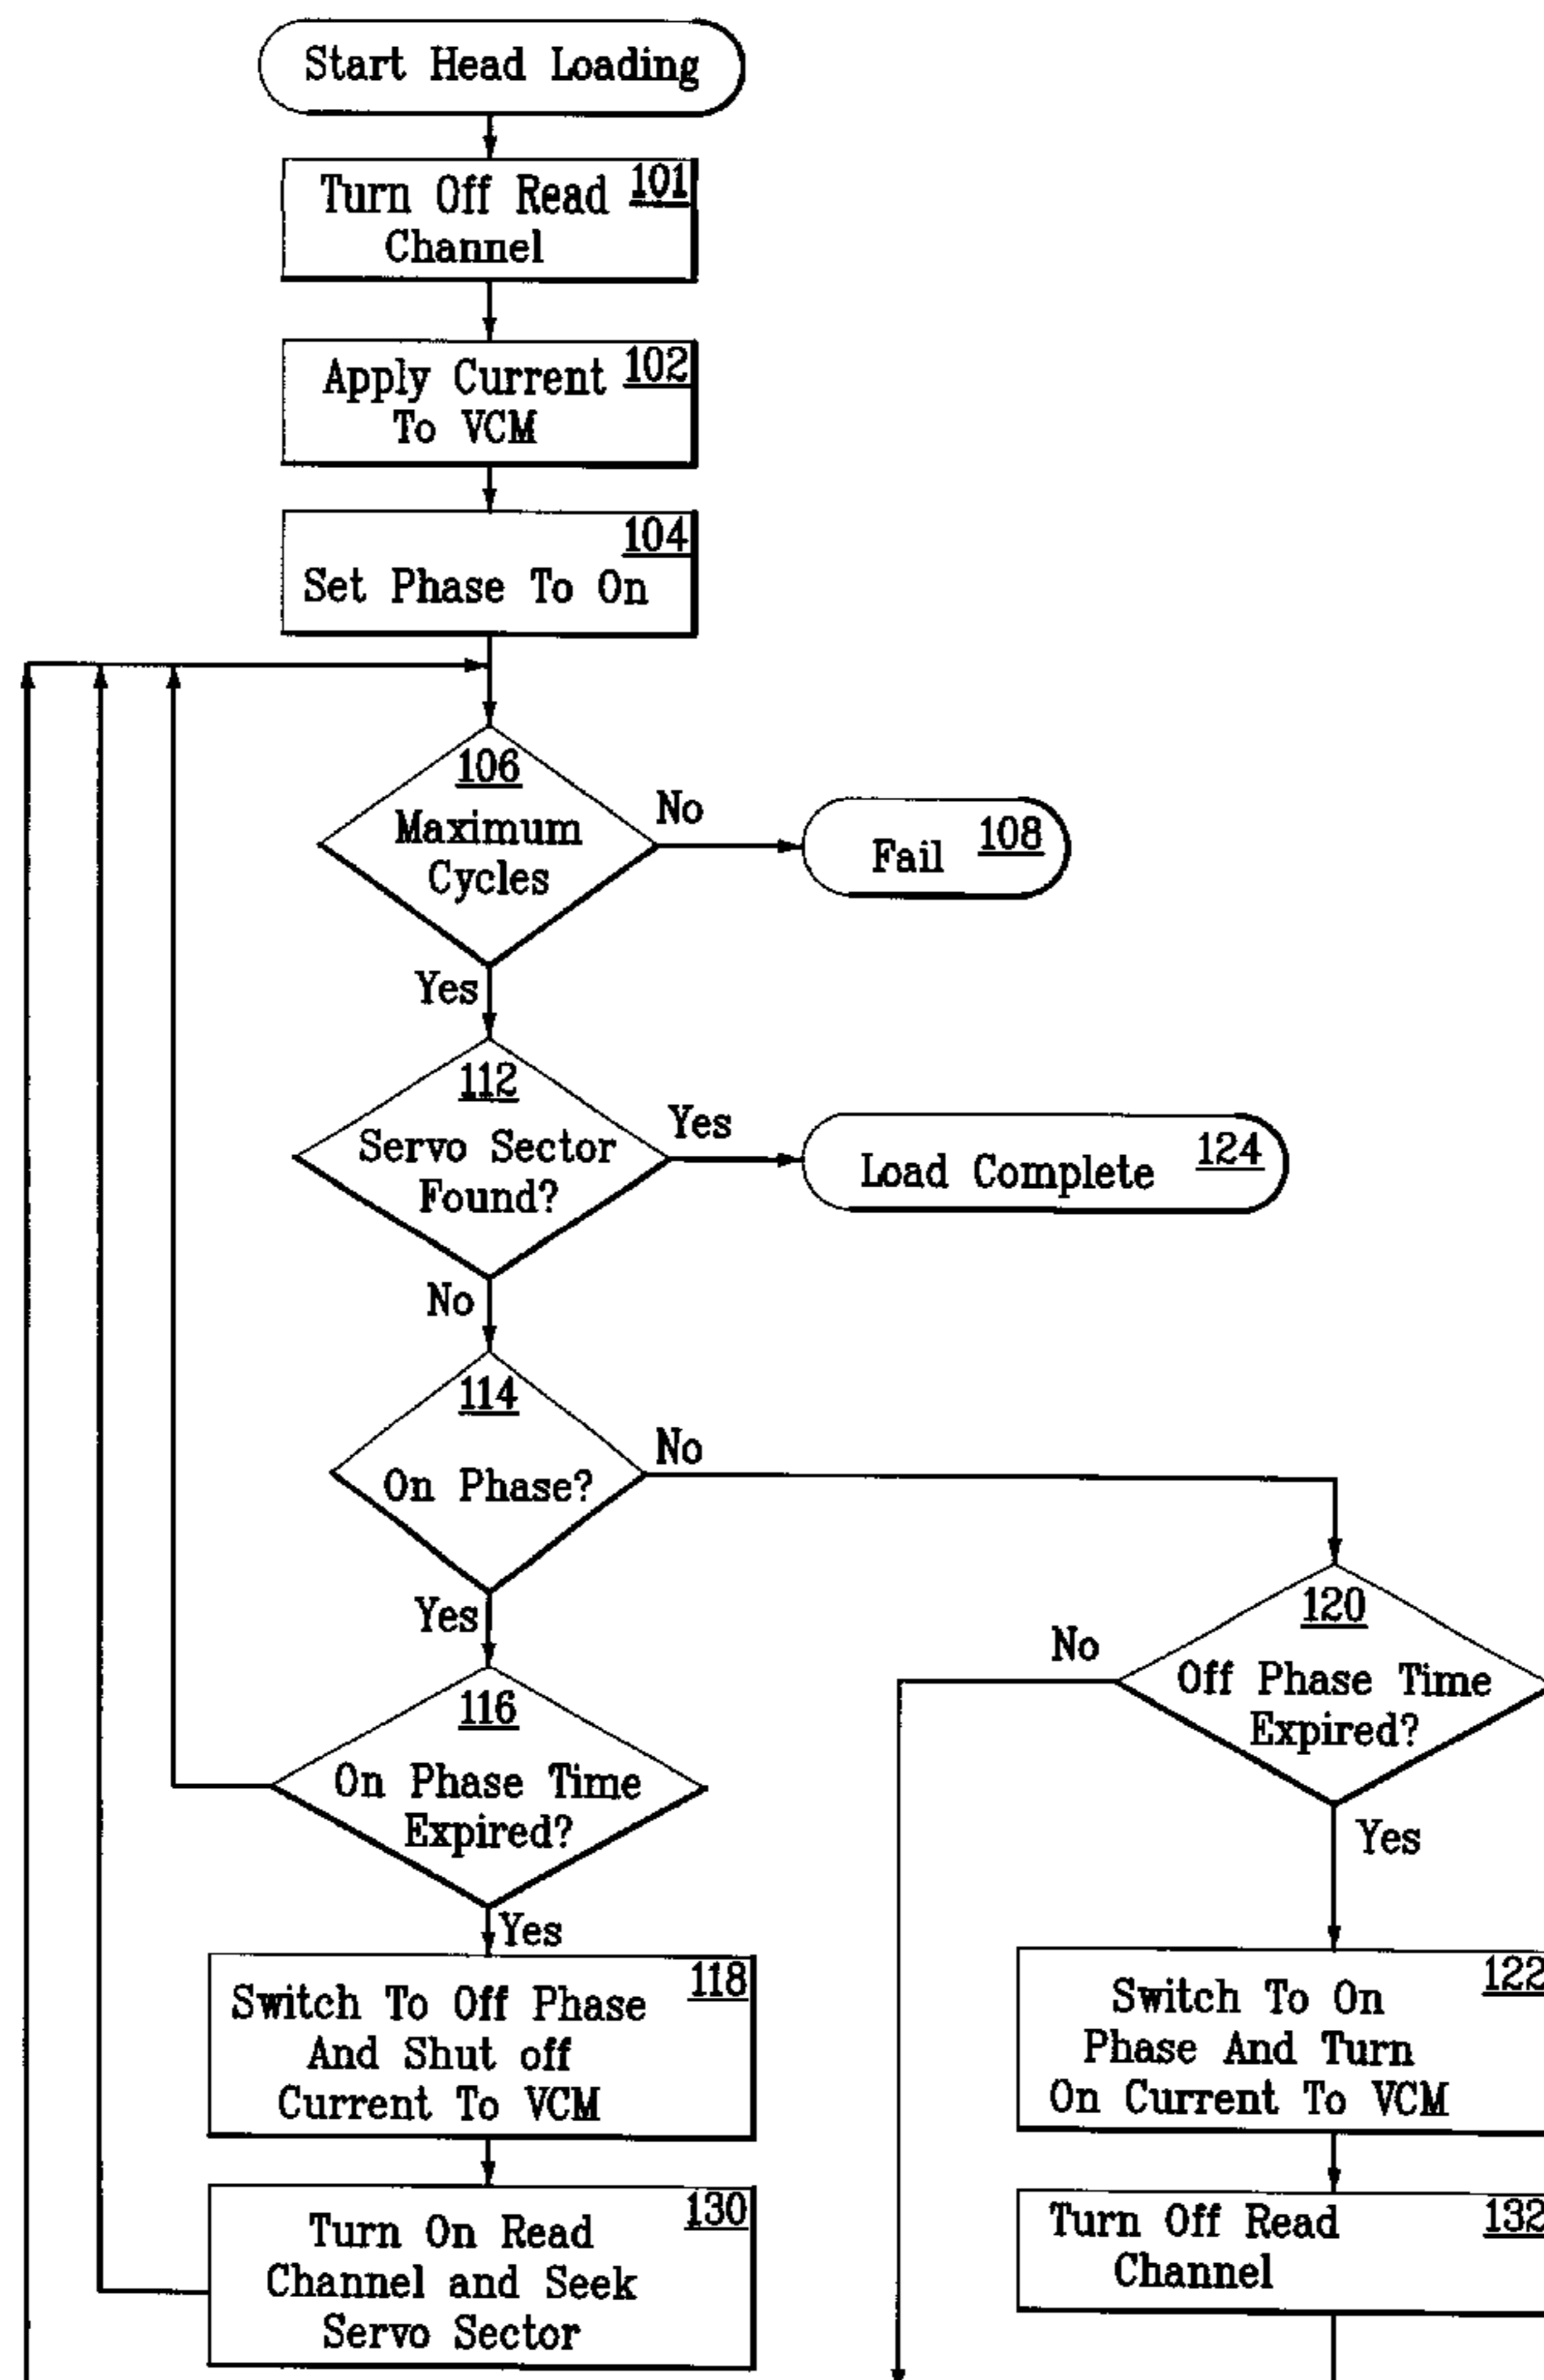 Start Head Loading
Turn Off Read 101
Channel
Apply Current 102
To VCM
104
Set Phase To On
106
Maximum
Cycles
No
Fail 108
Yes
112
Servo Sector
Found?
Yes
Load Complete 124
No
114
On Phase?
No
Yes
116
On Phase Time
Expired?
Yes
118
Switch To Off Phase
And Shut off
Current To VCM
130
Turn On Read
Channel and Seek
Servo Sector
120
Off Phase Time
Expired?
No
Yes
122
Switch To On
Phase And Turn
On Current To VCM
Turn Off Read 132
Channel